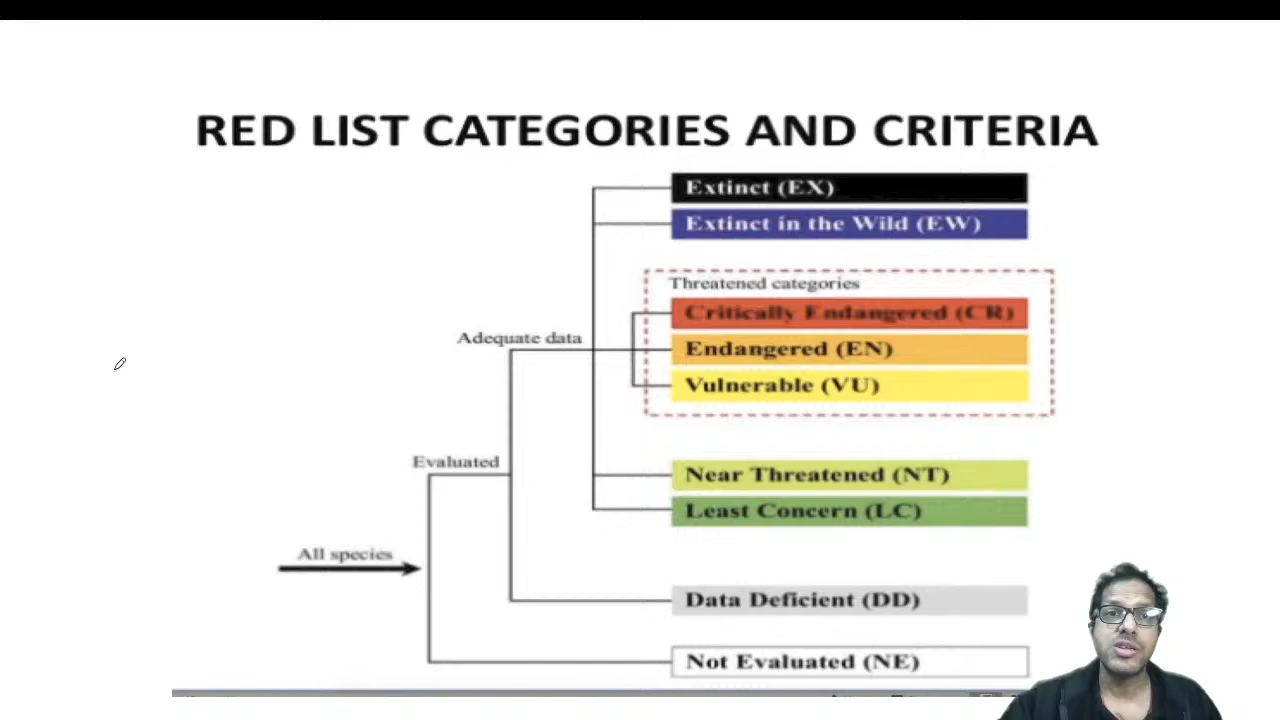 RED LIST CATEGORIES AND CRITERIA
Extinct (EX)
Extinct in the Wild (EW)
Threatened categories
Critically Endangered (CR)
Adequate data
Endangered (EN)
Vulnerable (VU)
Evaluated
Near Threatened (NT)
Least Concern (LC)
All species
Data Deficient (DD)
Not Evaluated (NE)